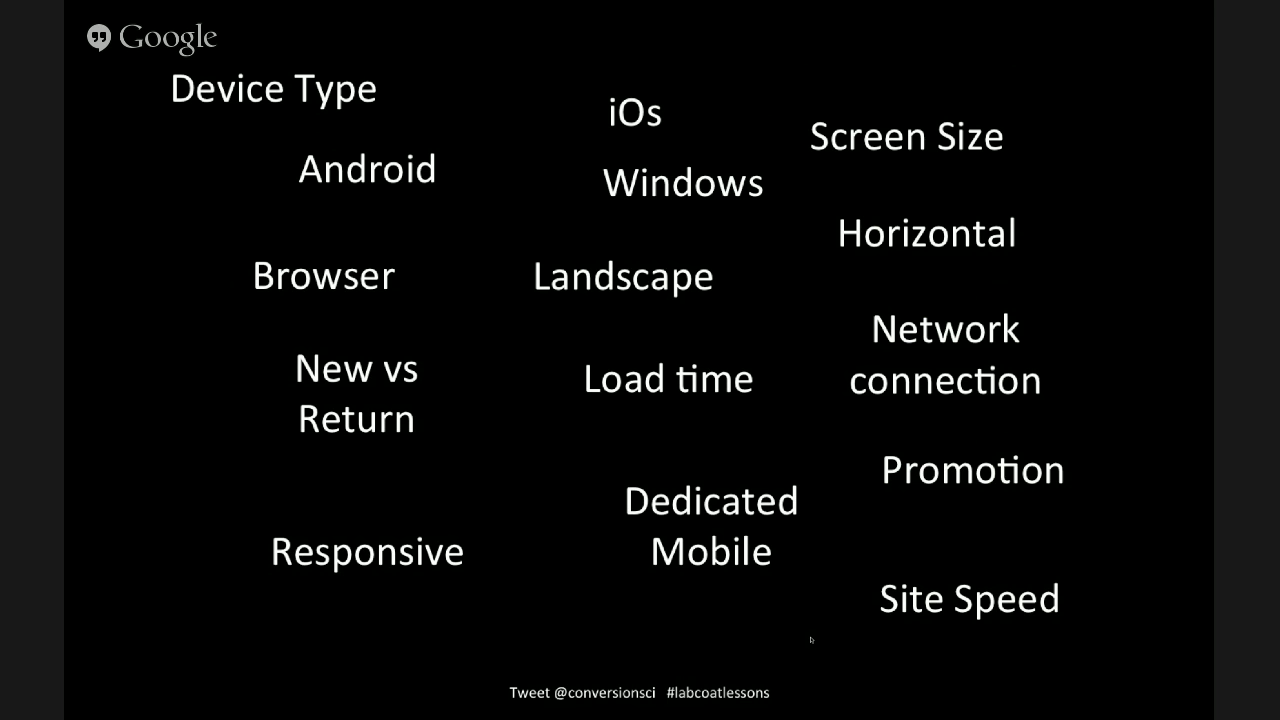 Google
Device Type
iOs
Screen Size
Android
Windows
Horizontal
Browser
Landscape
Network
connection
New vs
Return
Load time
Promotion
Dedicated
Mobile
Responsive
Site Speed
Tweet @conversionsci #labcoatlessons